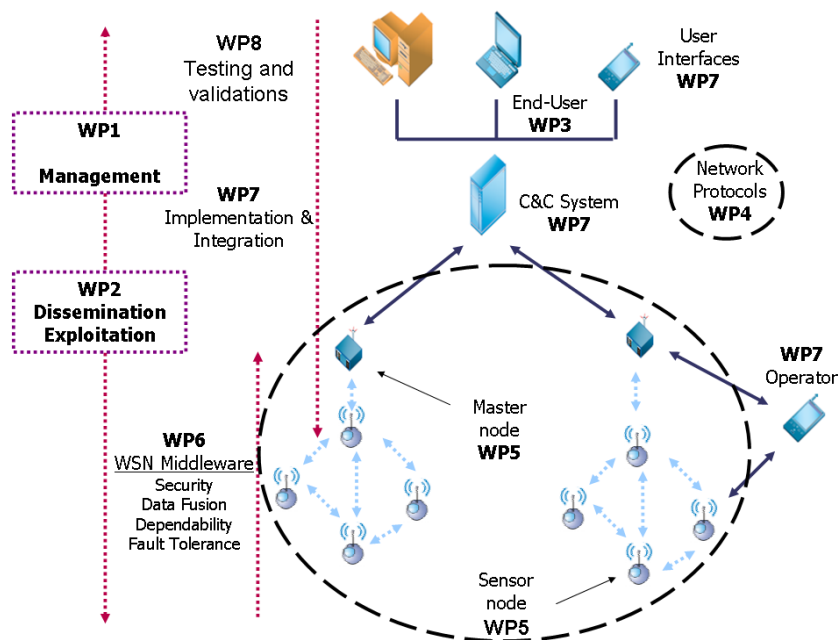 WP8
Testing and
validations
User
Interfaces
WP7
End-User
WP3
WP1
Management
WP7
Implementation &
Integration
C&C System
WP7
Network
Protocols
WP4
WP2
Dissemination
Exploitation
WP7
Operator
Master
node
WP5
WP6
WSN Middleware
Security
Data Fusion
Dependability
Fault Tolerance
Sensor
node
WP5